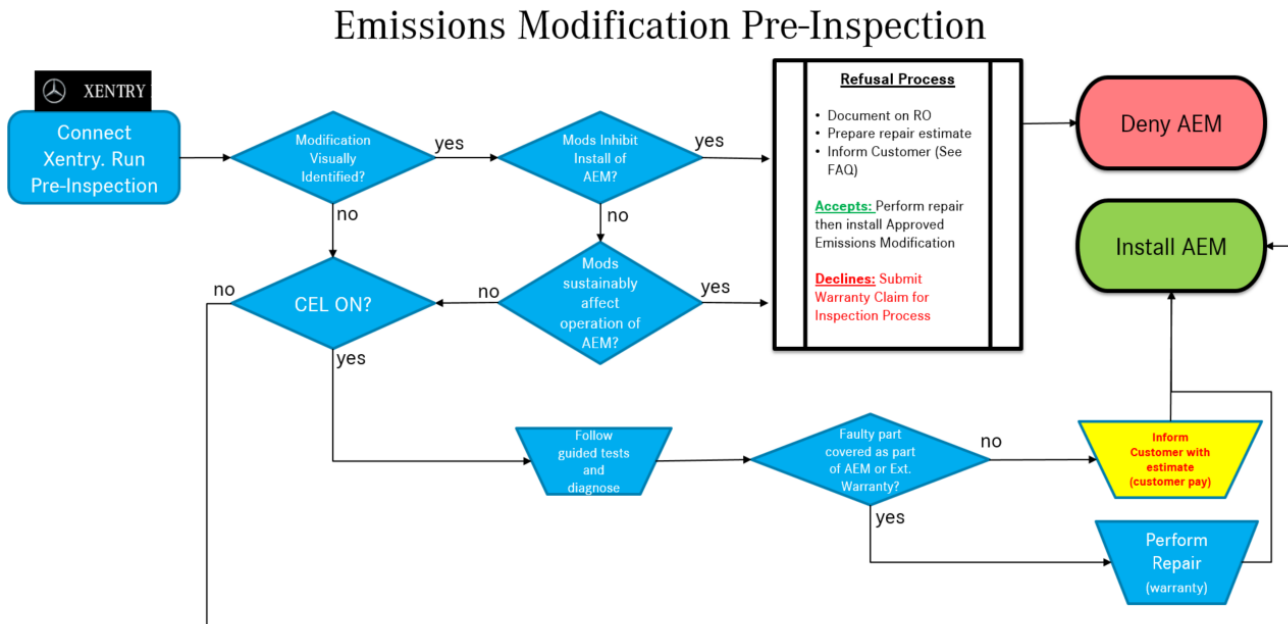 Emissions Modification Pre-Inspection
XENTRY
Connect
Xentry. Run
Pre-Inspection
Modification
Visually
Identified?
yes
Mods Inhibit
Install of
AEM?
yes
Refusal Process
• Document on RO
• Prepare repair estimate
• Inform Customer (See
FAQ)
Accepts: Perform repair
then install Approved
Emissions Modification
Declines: Submit
Warranty Claim for
Inspection Process
Deny AEM
Install AEM
no
no
no
CEL ON?
no
Mods
sustainably
affect
operation of
AEM?
yes
yes
Follow
guided tests
and
diagnose
Faulty part
covered as part
of AEM or Ext.
Warranty?
no
Inform
Customer with
estimate
(customer pay)
yes
Perform
Repair
(warranty)